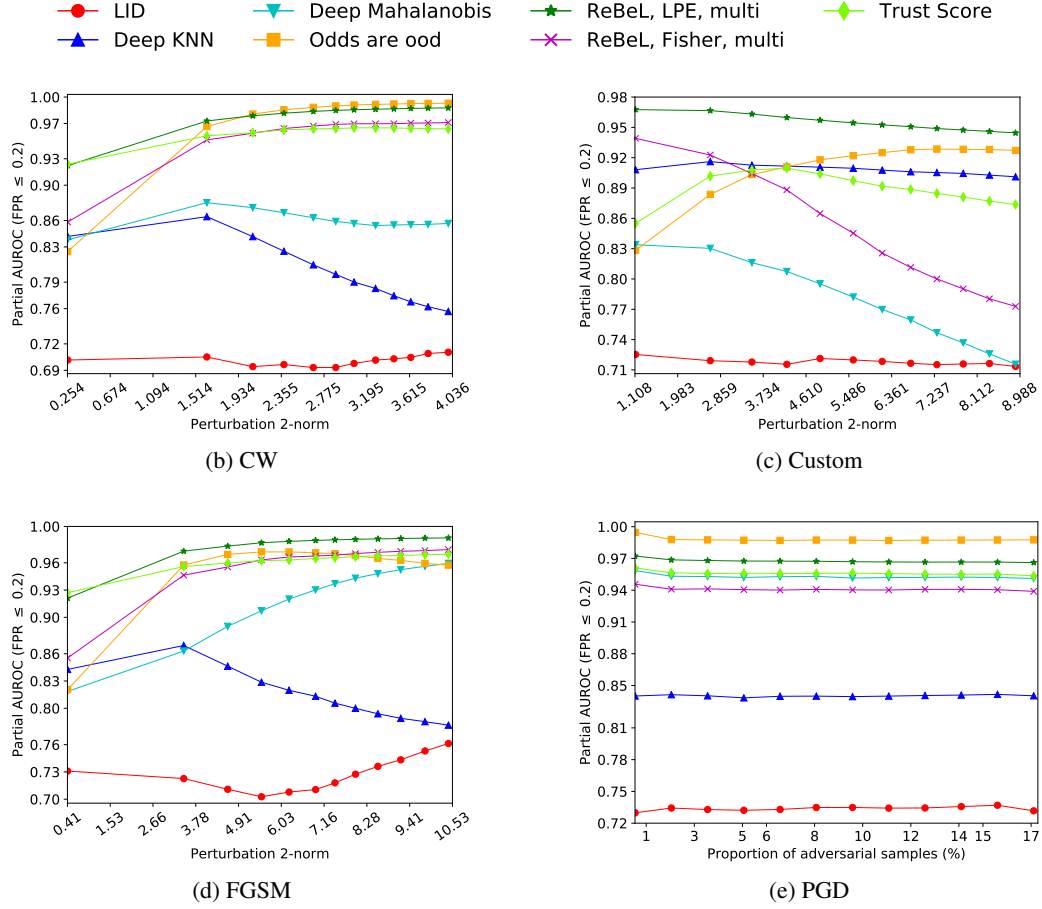 LID
Deep KNN
Deep Mahalanobis
Odds are ood
ReBeL, LPE, multi
ReBeL, Fisher, multi
Trust Score
Partial AUROC (FPR ≤ 0.2)
1.00
0.97
0.93
0.90
0.86
0.83
0.79
0.76
0.72
0.69
0.254 0.674 1.094 1.514 1.934 2.355 2.775 3.195 3.615 4.036
Perturbation 2-norm
(b) CW
Partial AUROC (FPR ≤ 0.2)
0.98
0.95
0.92
0.89
0.86
0.83
0.80
0.77
0.74
0.71
1.108 1.983 2.859 3.734 4.610 5.486 6.361 7.237 8.112 8.988
Perturbation 2-norm
(c) Custom
Partial AUROC (FPR ≤ 0.2)
1.00
0.96
0.93
0.90
0.86
0.83
0.80
0.76
0.73
0.70
0.41 1.53 2.66 3.78 4.91 6.03 7.16 8.28 9.41 10.53
Perturbation 2-norm
(d) FGSM
Partial AUROC (FPR ≤ 0.2)
1.00
0.97
0.94
0.91
0.88
0.85
0.81
0.78
0.75
0.72
1 3 5 6 8 10 12 14 15 17
Proportion of adversarial samples (%)
(e) PGD